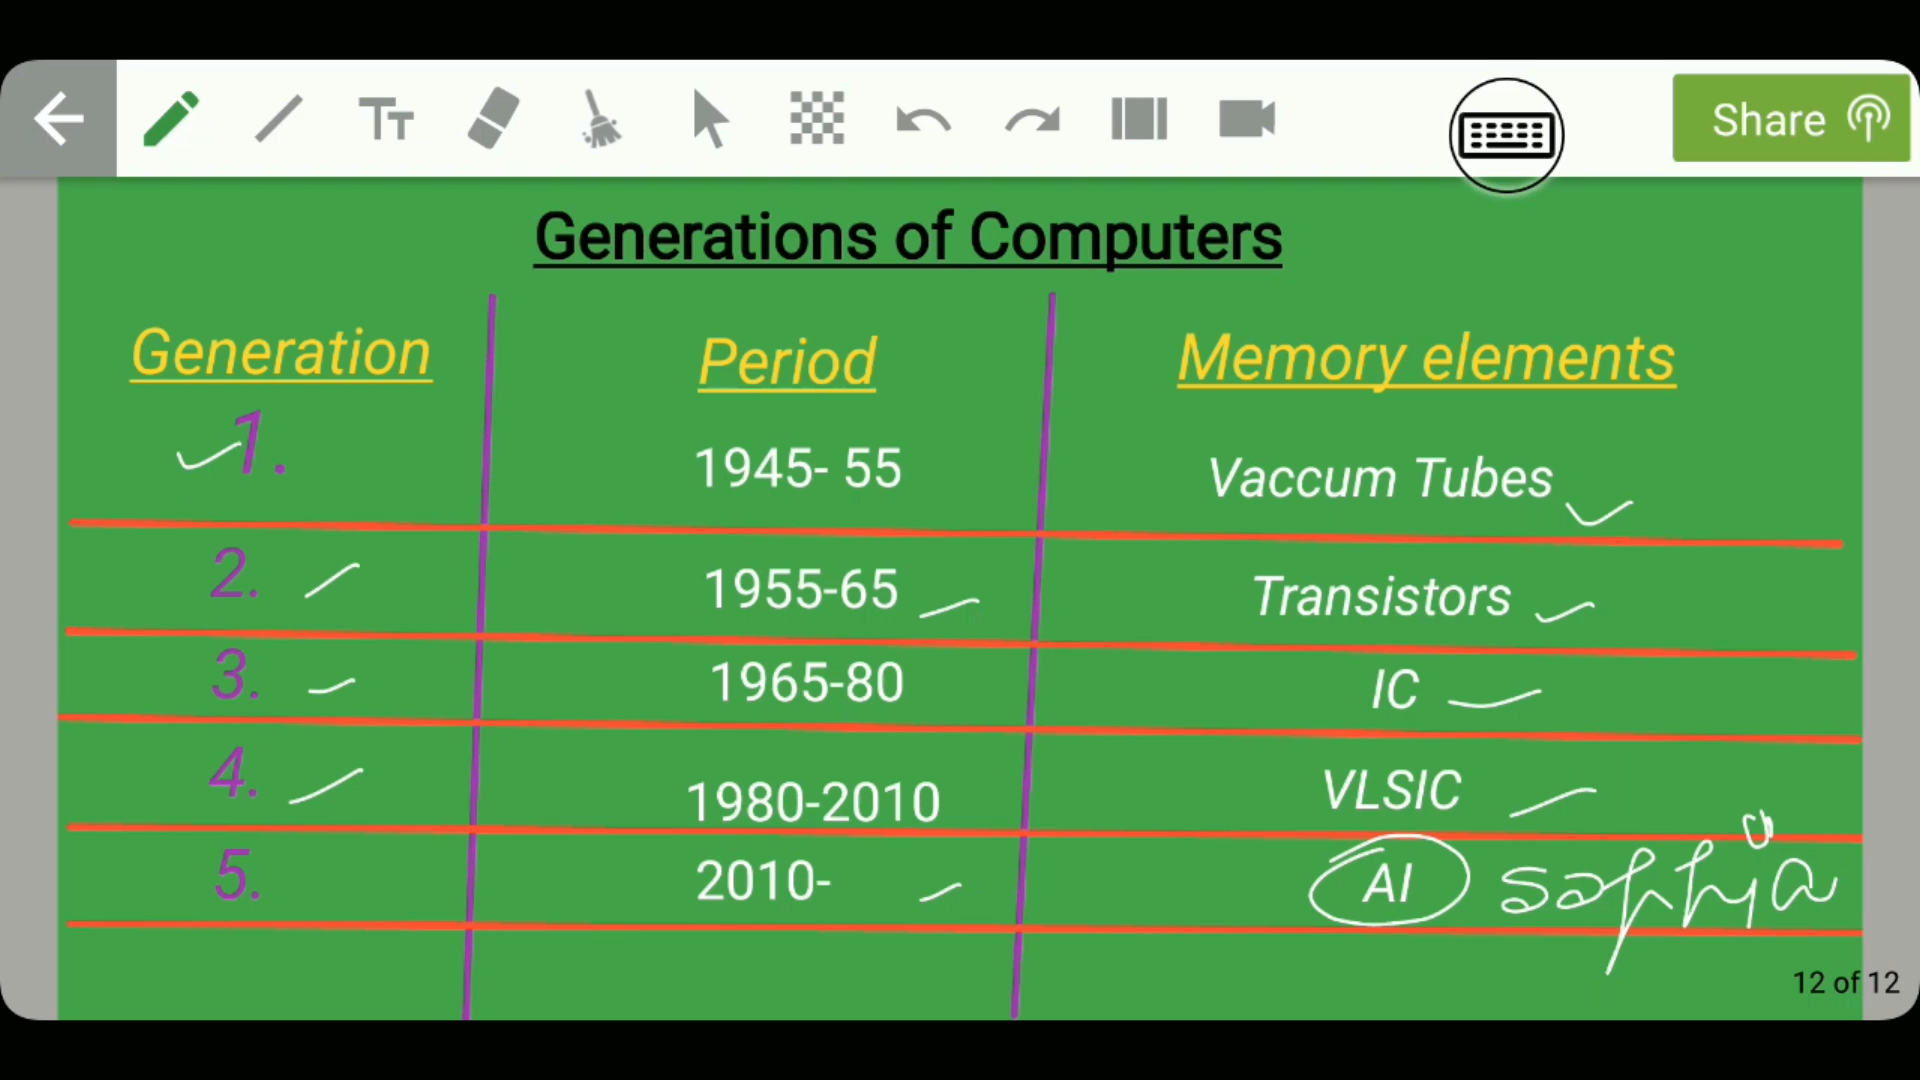 TT
Share
Generations of Computers
Generation Period Memory elements
1. 1945- 55 Vaccum Tubes
2. 1955-65 Transistors
3. 1965-80 IC
4. 1980-2010 VLSIC
5. 2010- AI sophia
12 of 12